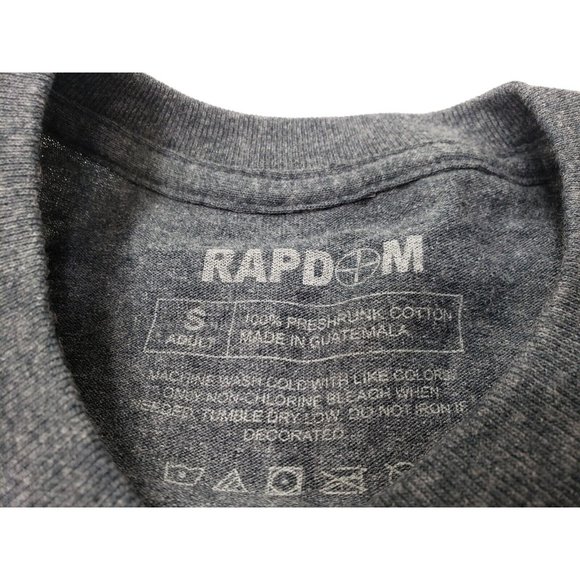 RAPDOM
S
ADULT
100% PRESHRUNK COTTON
MADE IN GUATEMALA
MACHINE WASH COLD WITH LIKE COLORS
ONLY NON-CHLORINE BLEACH WHEN
NEEDED. TUMBLE DRY LOW. DO NOT IRON IF
DECORATED.